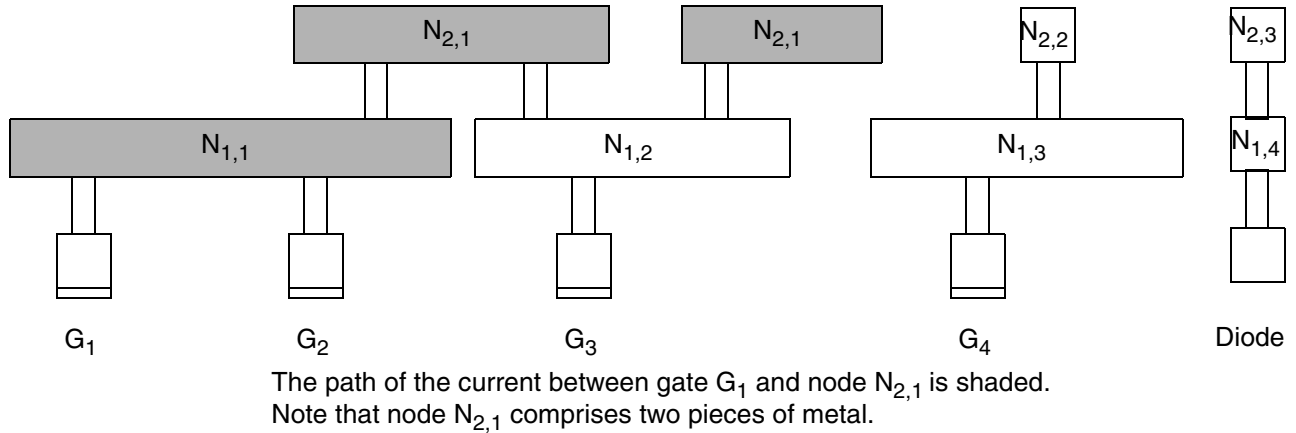 N2,1 N2,1 N2,2 N2,3
N1,1 N1,2 N1,3 N1,4
G1 G2 G3 G4 Diode
The path of the current between gate G1 and node N2,1 is shaded.
Note that node N2,1 comprises two pieces of metal.